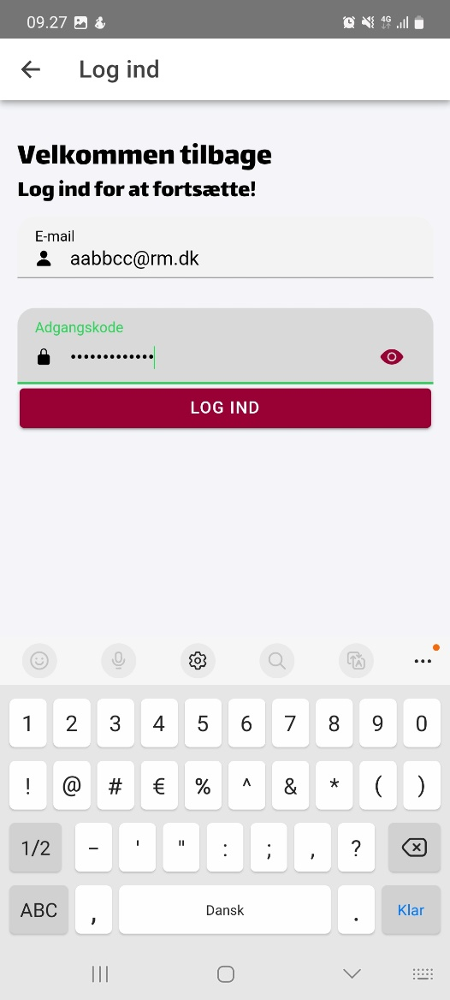 09.27
4G
Log ind
Velkommen tilbage
Log ind for at fortsætte!
E-mail
aabbcc@rm.dk
Adgangskode
•••••••••••••
LOG IND
1 2 3 4 5 6 7 8 9 0
! @ # € % ^ & * ( )
1/2 - ' " : ; , ?
ABC , Dansk . Klar